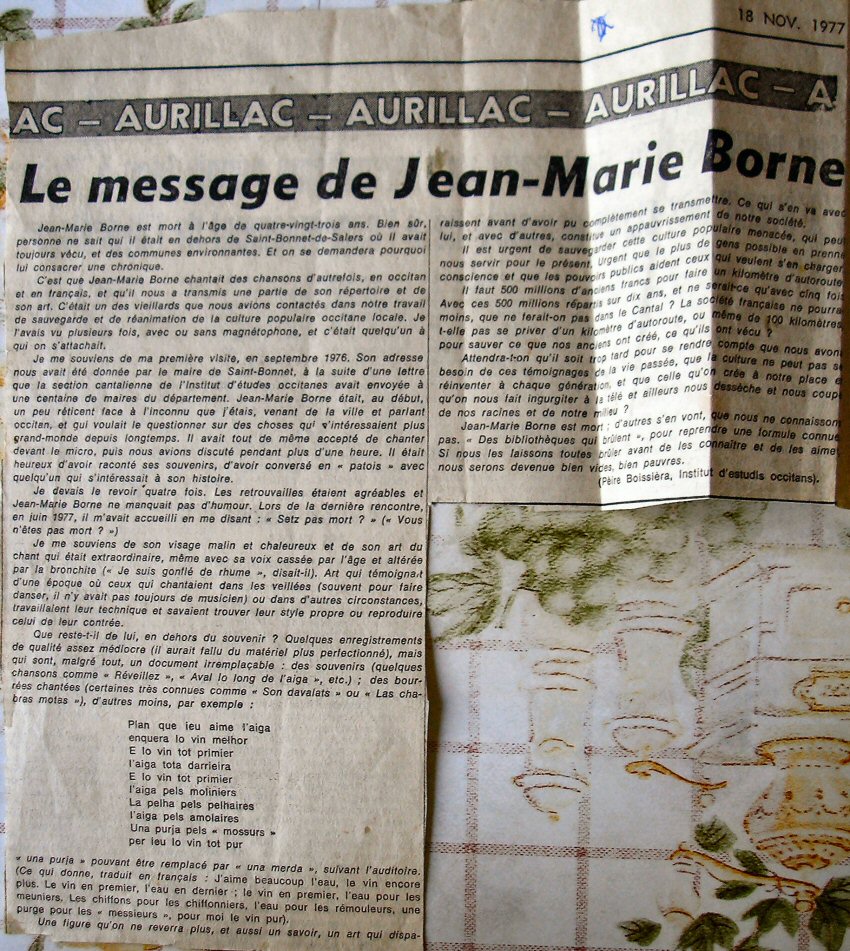 18 NOV. 1977
AC — AURILLAC — AURILLAC — AURILLAC — A
Le message de Jean-Marie Borne
Jean-Marie Borne est mort à l'âge de quatre-vingt-trois ans. Bien sûr,
personne ne sait qui il était en dehors de Saint-Bonnet-de-Salers où il avait
toujours vécu, et des communes environnantes. Et on se demandera pourquoi
lui consacrer une chronique.
C'est que Jean-Marie Borne chantait des chansons d'autrefois, en occitan
et en français, et qu'il nous a transmis une partie de son répertoire et de
son art. C'était un des vieillards que nous avions contactés dans notre travail
de sauvegarde et de réanimation de la culture populaire occitane locale. Je
l'avais vu plusieurs fois, avec ou sans magnétophone, et c'était quelqu'un à
qui on s'attachait.
Je me souviens de ma première visite, en septembre 1976. Son adresse
nous avait été donnée par le maire de Saint-Bonnet, à la suite d'une lettre
que la section cantalienne de l'Institut d'études occitanes avait envoyée à
une centaine de maires du département. Jean-Marie Borne était, au début,
un peu réticent face à l'inconnu que j'étais, venant de la ville et parlant
occitan, et qui voulait le questionner sur des choses qui n'intéressaient plus
grand-monde depuis longtemps. Il avait tout de même accepté de chanter
devant le micro, puis nous avions discuté pendant plus d'une heure. Il était
heureux d'avoir raconté ses souvenirs, d'avoir conversé en « patois » avec
quelqu'un qui s'intéressait à son histoire.
Je devais le revoir quatre fois. Les retrouvailles étaient agréables et
Jean-Marie Borne ne manquait pas d'humour. Lors de la dernière rencontre,
en juin 1977, il m'avait accueilli en me disant : « Setz pas mort ? » (« Vous
n'êtes pas mort ? »)
Je me souviens de son visage malin et chaleureux et de son art du
chant qui était extraordinaire, même avec sa voix cassée par l'âge et altérée
par la bronchite (« Je suis gonflé de rhume », disait-il). Art qui témoignait
d'une époque où ceux qui chantaient dans les veillées (souvent pour faire
danser, il n'y avait pas toujours de musicien) ou dans d'autres circonstances,
travaillaient leur technique et savaient trouver leur style propre ou reproduire
celui de leur contrée.
Que reste-t-il de lui, en dehors du souvenir ? Quelques enregistrements
de qualité assez médiocre (il aurait fallu du matériel plus perfectionné), mais
qui sont, malgré tout, un document irremplaçable : des souvenirs (quelques
chansons comme « Réveillez », « Aval lo long de l'aiga », etc.) ; des bour-
rées chantées (certaines très connues comme « Son davalats » ou « Las cha-
bras motas »), d'autres moins, par exemple :
Plan que ieu aime l'aiga
enquera lo vin melhor
E lo vin tot primier
l'aiga tota darrieira
E lo vin tot primier
l'aiga pels moliniers
La pelha pels pelhaires
l'aiga pels amolaires
Una purja pels « mossurs »
per ieu lo vin tot pur
« una purja » pouvant être remplacé par « una merda », suivant l'auditoire.
(Ce qui donne, traduit en français : J'aime beaucoup l'eau, le vin encore
plus. Le vin en premier, l'eau en dernier ; le vin en premier, l'eau pour les
meuniers. Les chiffons pour les chiffonniers, l'eau pour les rémouleurs, une
purge pour les « messieurs », pour moi le vin pur).
Une figure qu'on ne reverra plus, et aussi un savoir, un art qui dispa-
raissent avant d'avoir pu complètement se transmettre. Ce qui s'en va avec
lui, et avec d'autres, constitue un appauvrissement de notre société.
Il est urgent de sauvegarder cette culture populaire menacée, qui peut
nous servir pour le présent. Urgent que le plus de gens possible en prenne
conscience et que les pouvoirs publics aident ceux qui veulent s'en charger.
Il faut 500 millions d'anciens francs pour faire un kilomètre d'autoroute.
Avec ces 500 millions répartis sur dix ans, et ne serait-ce qu'avec cinq fois
moins, que ne ferait-on pas dans le Cantal ? La société française ne pourra-
t-elle pas se priver d'un kilomètre d'autoroute, ou même de 100 kilomètres,
pour sauver ce que nos anciens ont créé, ce qu'ils ont vécu ?
Attendra-t-on qu'il soit trop tard pour se rendre compte que nous avons
besoin de ces témoignages de la vie passée, que la culture ne peut pas se
réinventer à chaque génération, et que celle qu'on crée à notre place et
qu'on nous fait ingurgiter à la télé et ailleurs nous dessèche et nous coupe
de nos racines et de notre milieu ?
Jean-Marie Borne est mort ; d'autres s'en vont, que nous ne connaissons
pas. « Des bibliothèques qui brûlent », pour reprendre une formule connue.
Si nous les laissons toutes brûler avant de les connaître et de les aimer
nous serons devenue bien vides, bien pauvres.
(Pèire Boissièra, Institut d'estudis occitans).